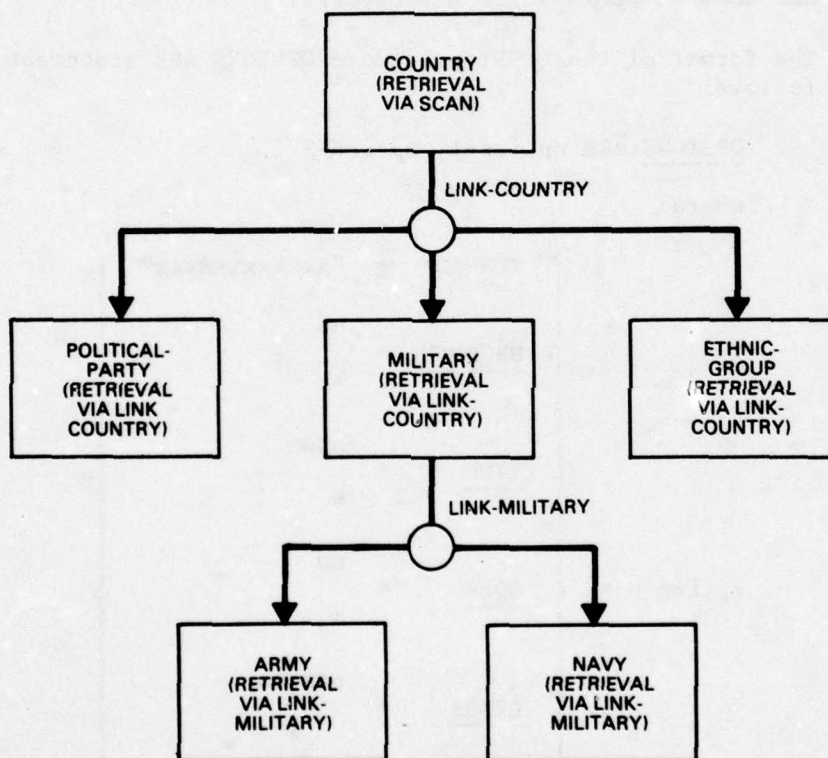 COUNTRY
(RETRIEVAL
VIA SCAN)
LINK-COUNTRY
POLITICAL-
PARTY
(RETRIEVAL
VIA LINK
COUNTRY)
MILITARY
(RETRIEVAL
VIA LINK-
COUNTRY)
ETHNIC-
GROUP
(RETRIEVAL
VIA LINK-
COUNTRY)
LINK-MILITARY
ARMY
(RETRIEVAL
VIA LINK-
MILITARY)
NAVY
(RETRIEVAL
VIA LINK-
MILITARY)